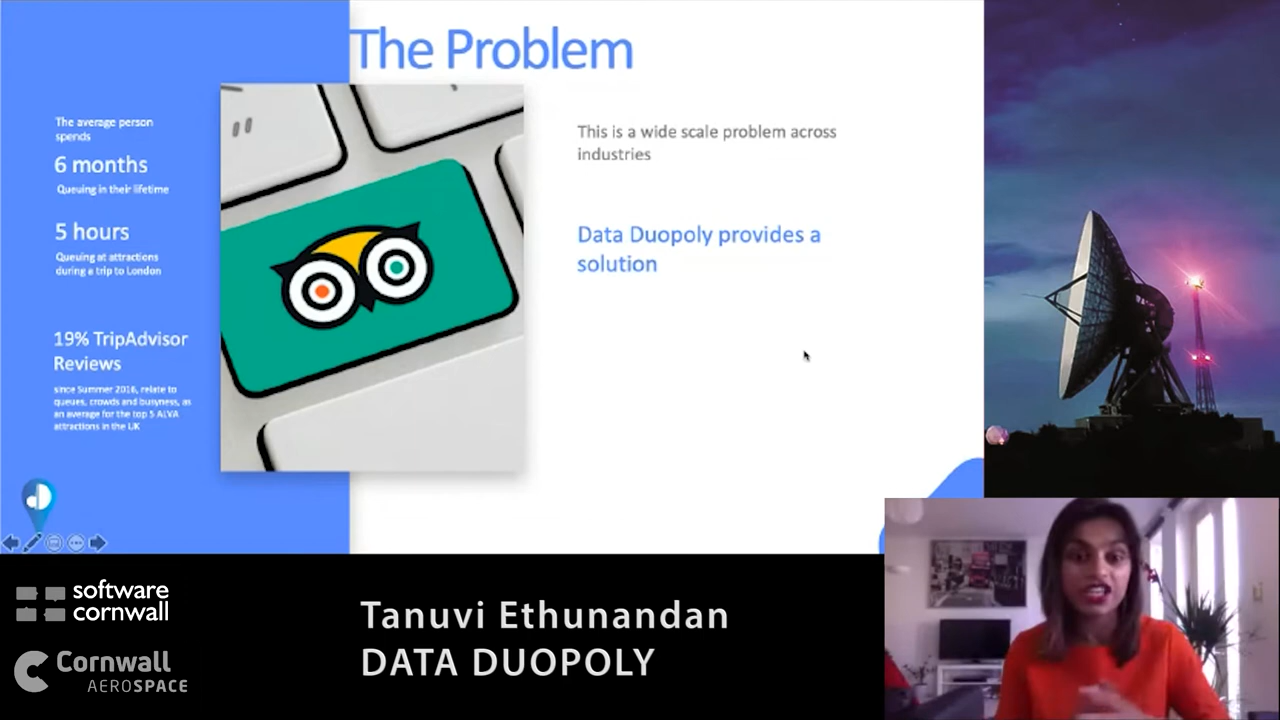 The Problem
The average person
spends
6 months
Queuing in their lifetime
5 hours
Queuing at attractions
during a trip to London
19% TripAdvisor
Reviews
since Summer 2016, relate to
queues, crowds and busyness, as
an average for the top 5 ALVA
attractions in the UK
This is a wide scale problem across
industries
Data Duopoly provides a
solution
software
cornwall
Cornwall
AEROSPACE
Tanuvi Ethunandan
DATA DUOPOLY